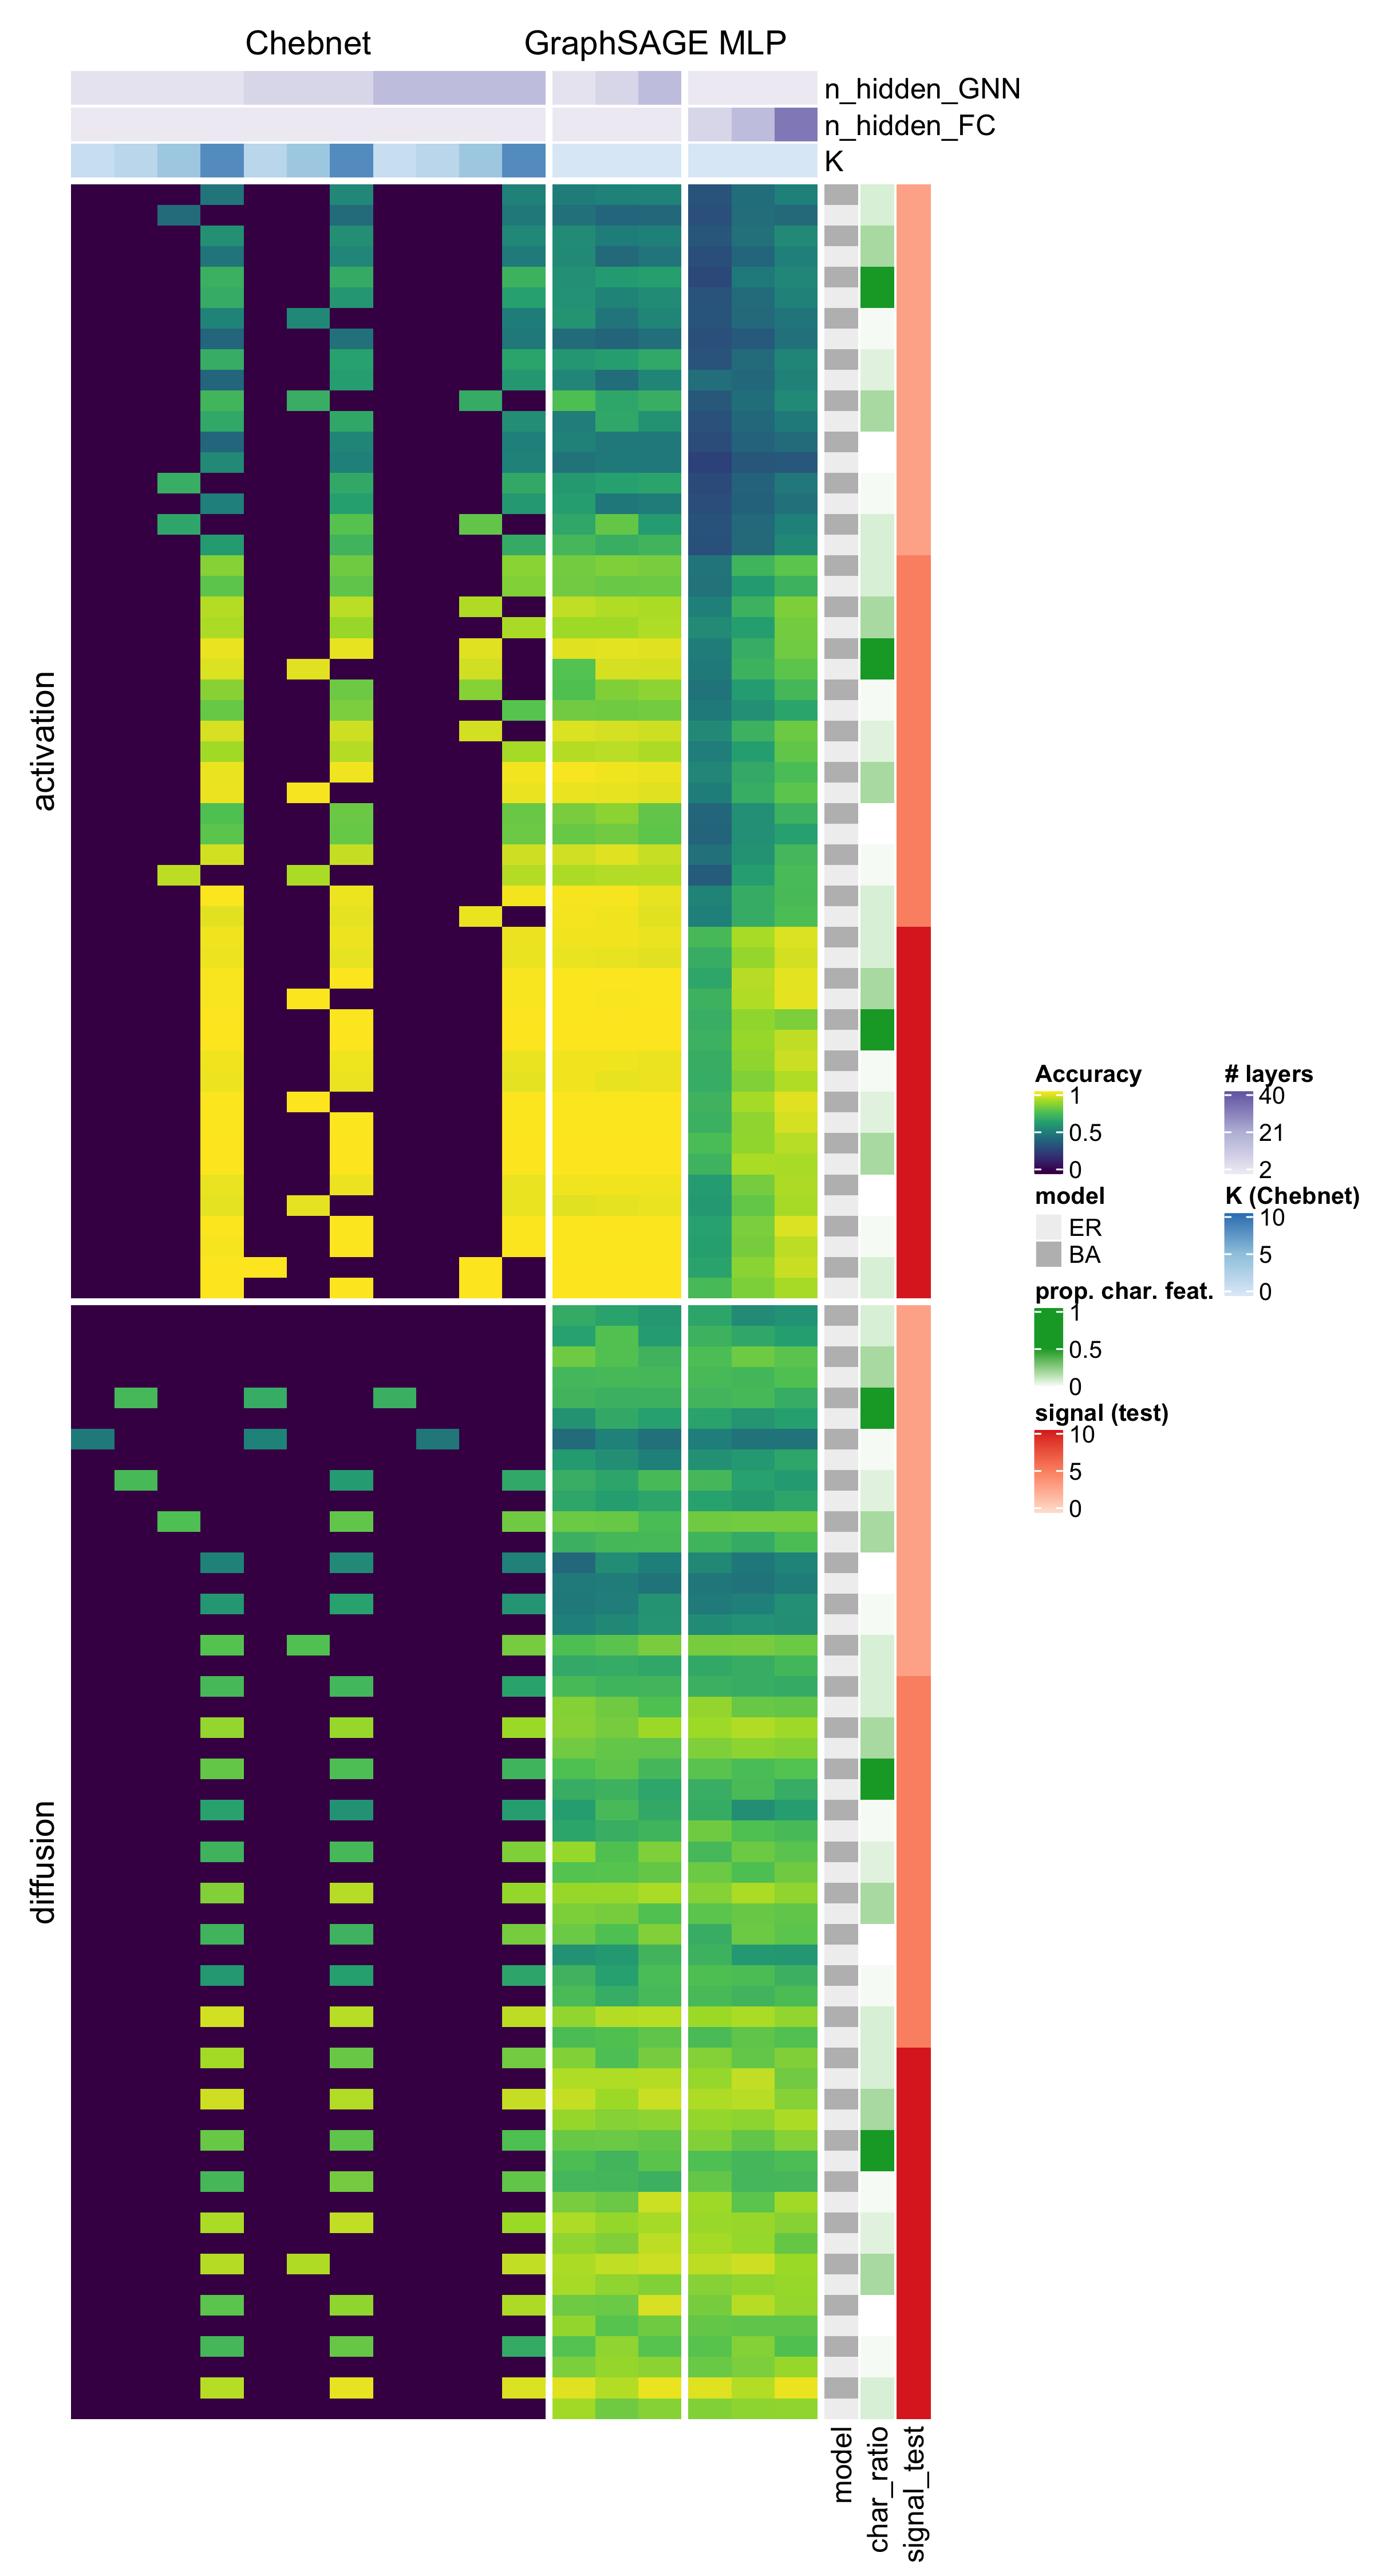 Chebnet
GraphSAGE MLP
n_hidden_GNN
n_hidden_FC
K
activation
diffusion
Accuracy
1
0.5
0
# layers
40
21
2
model
ER
BA
K (Chebnet)
10
5
0
prop. char. feat.
1
0.5
0
signal (test)
10
5
0
model
char_ratio
signal_test